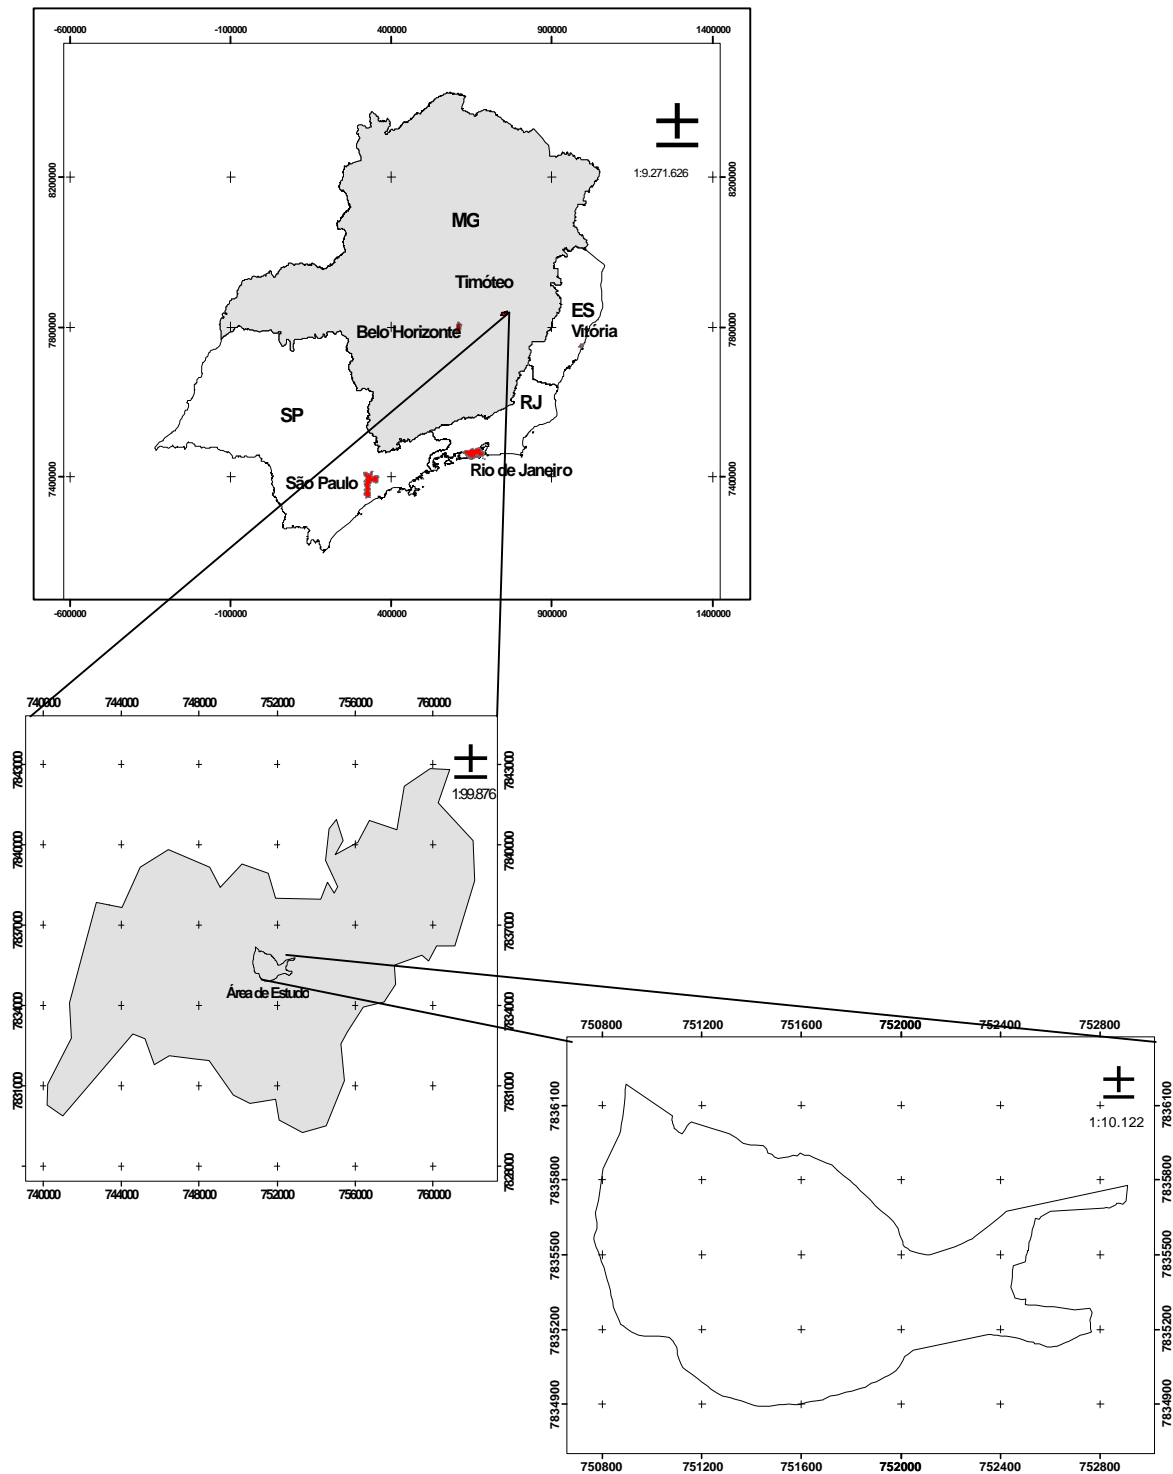 -600000 -100000 400000 900000 1400000
1:9.271.626
8200000 8200000
MG
Timóteo
ES
Belo Horizonte Vitória
7800000 7800000
RJ
SP
Rio de Janeiro
São Paulo
7400000 7400000
-600000 -100000 400000 900000 1400000
740000 744000 748000 752000 756000 760000
7843000 7843000
1:99.876
7840000 7840000
7837000 7837000
Área de Estudo
7834000 7834000
7831000 7831000
7828000
740000 744000 748000 752000 756000 760000
750800 751200 751600 752000 752400 752800
7836100 7836100
1:10.122
7835800 7835800
7835500 7835500
7835200 7835200
7834900 7834900
750800 751200 751600 752000 752400 752800